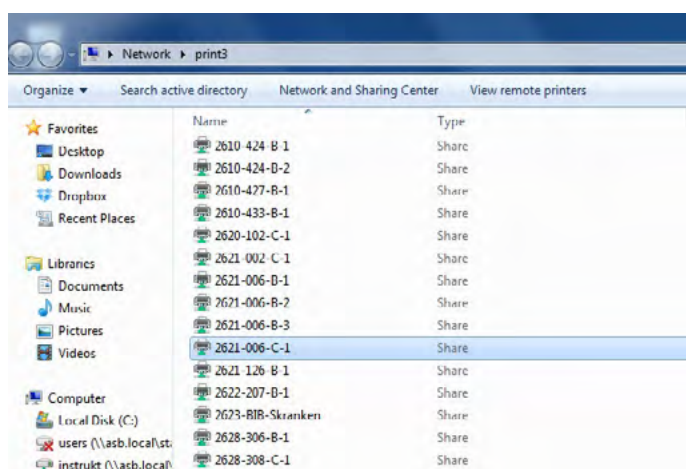 Network ▸ print3
Organize ▾ Search active directory Network and Sharing Center View remote printers
Favorites
Desktop
Downloads
Dropbox
Recent Places
Libraries
Documents
Music
Pictures
Videos
Computer
Local Disk (C:)
users (\\asb.local\st
instrukt (\\asb.local\
Name Type
2610-424-B-1 Share
2610-424-B-2 Share
2610-427-B-1 Share
2610-433-B-1 Share
2620-102-C-1 Share
2621-002-C-1 Share
2621-006-B-1 Share
2621-006-B-2 Share
2621-006-B-3 Share
2621-006-C-1 Share
2621-126-B-1 Share
2622-207-B-1 Share
2623-BIB-Skranken Share
2628-306-B-1 Share
2628-308-C-1 Share